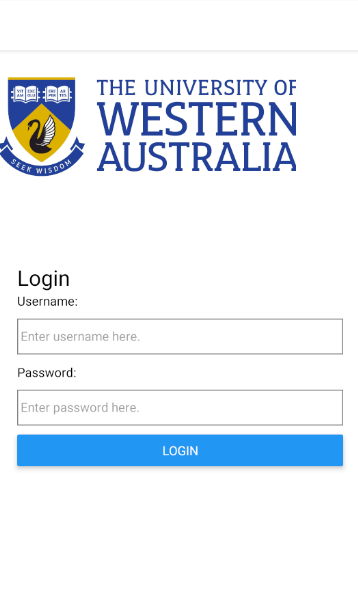 THE UNIVERSITY OF
WESTERN
AUSTRALIA
SEEK WISDOM
Login
Username:
Enter username here.
Password:
Enter password here.
LOGIN